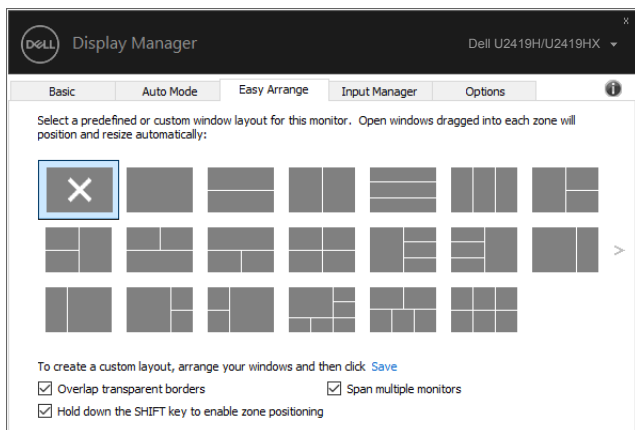 DELL Display Manager
x
Dell U2419H/U2419HX
Basic Auto Mode Easy Arrange Input Manager Options
Select a predefined or custom window layout for this monitor. Open windows dragged into each zone will
position and resize automatically:
To create a custom layout, arrange your windows and then click Save
Overlap transparent borders Span multiple monitors
Hold down the SHIFT key to enable zone positioning